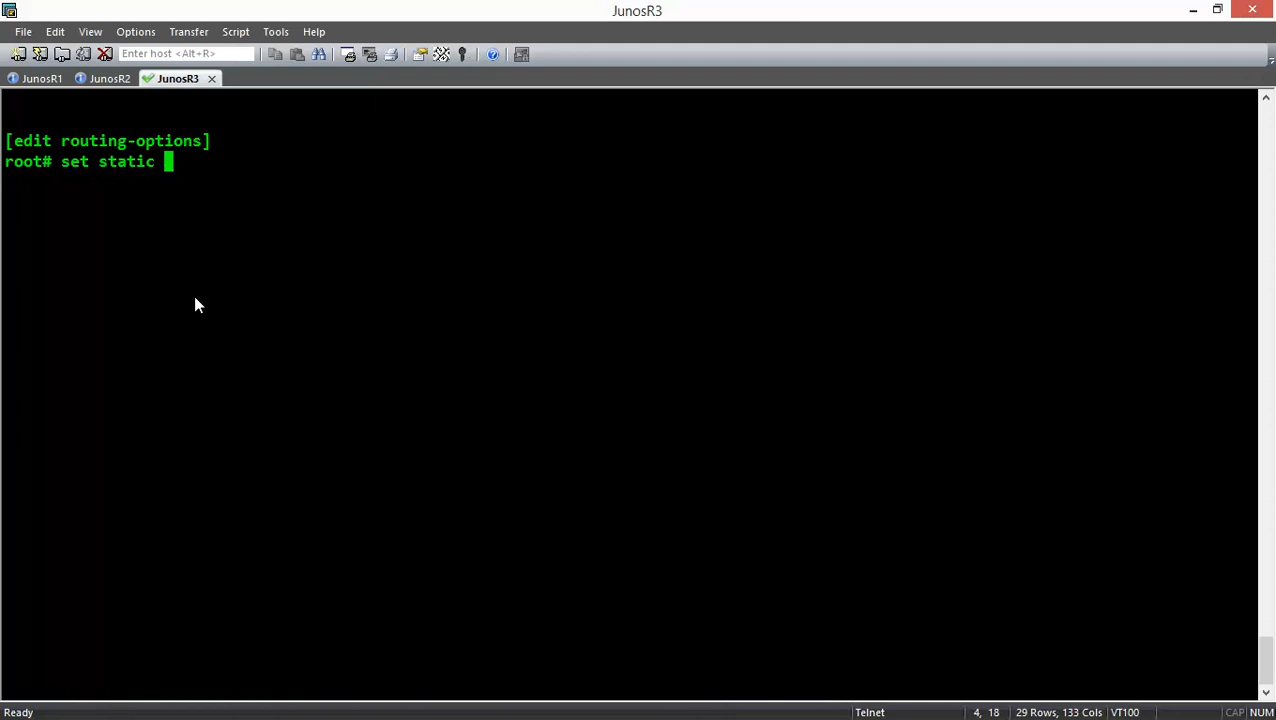 JunosR3
File Edit View Options Transfer Script Tools Help
Enter host <Alt+R>
JunosR1 JunosR2 JunosR3
[edit routing-options]
root# set static
Ready Telnet 4, 18 29 Rows, 133 Cols VT100 CAP NUM